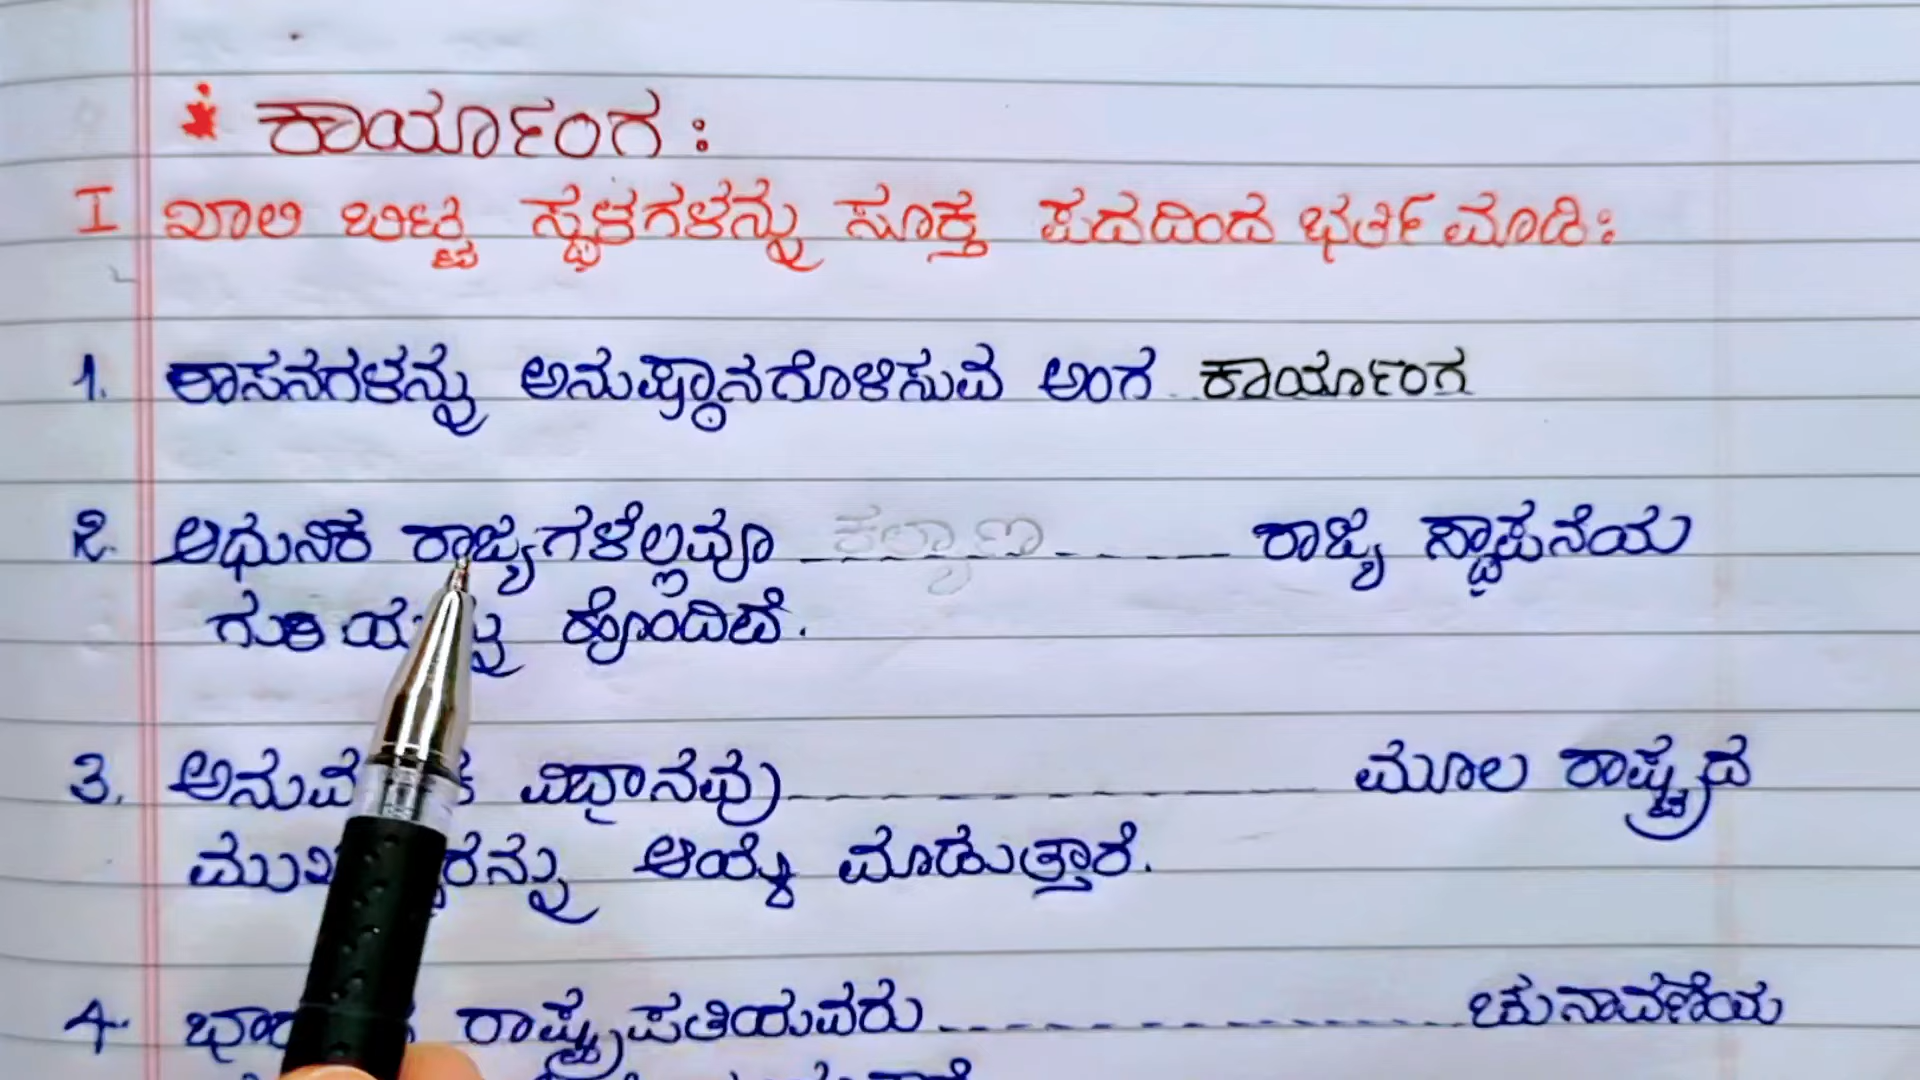 * ಕಾರ್ಯಾಂಗ :
I ಖಾಲಿ ಬಿಟ್ಟ ಸ್ಥಳಗಳನ್ನು ಸೂಕ್ತ ಪದದಿಂದ ಭರ್ತಿ ಮಾಡಿ:
1. ಶಾಸನಗಳನ್ನು ಅನುಷ್ಠಾನಗೊಳಿಸುವ ಅಂಗ ಕಾರ್ಯಾಂಗ
2. ಆಧುನಿಕ ರಾಜ್ಯಗಳೆಲ್ಲವೂ ಕಲ್ಯಾಣ ರಾಜ್ಯ ಸ್ಥಾಪನೆಯ
ಹೊಂದಿವೆ.
3. ವಿಧಾನವು ಮೂಲ ರಾಷ್ಟ್ರದ
ಆಯ್ಕೆ ಮಾಡುತ್ತಾರೆ.
4. ರಾಷ್ಟ್ರಪತಿಯವರು ಚುನಾವಣೆಯ